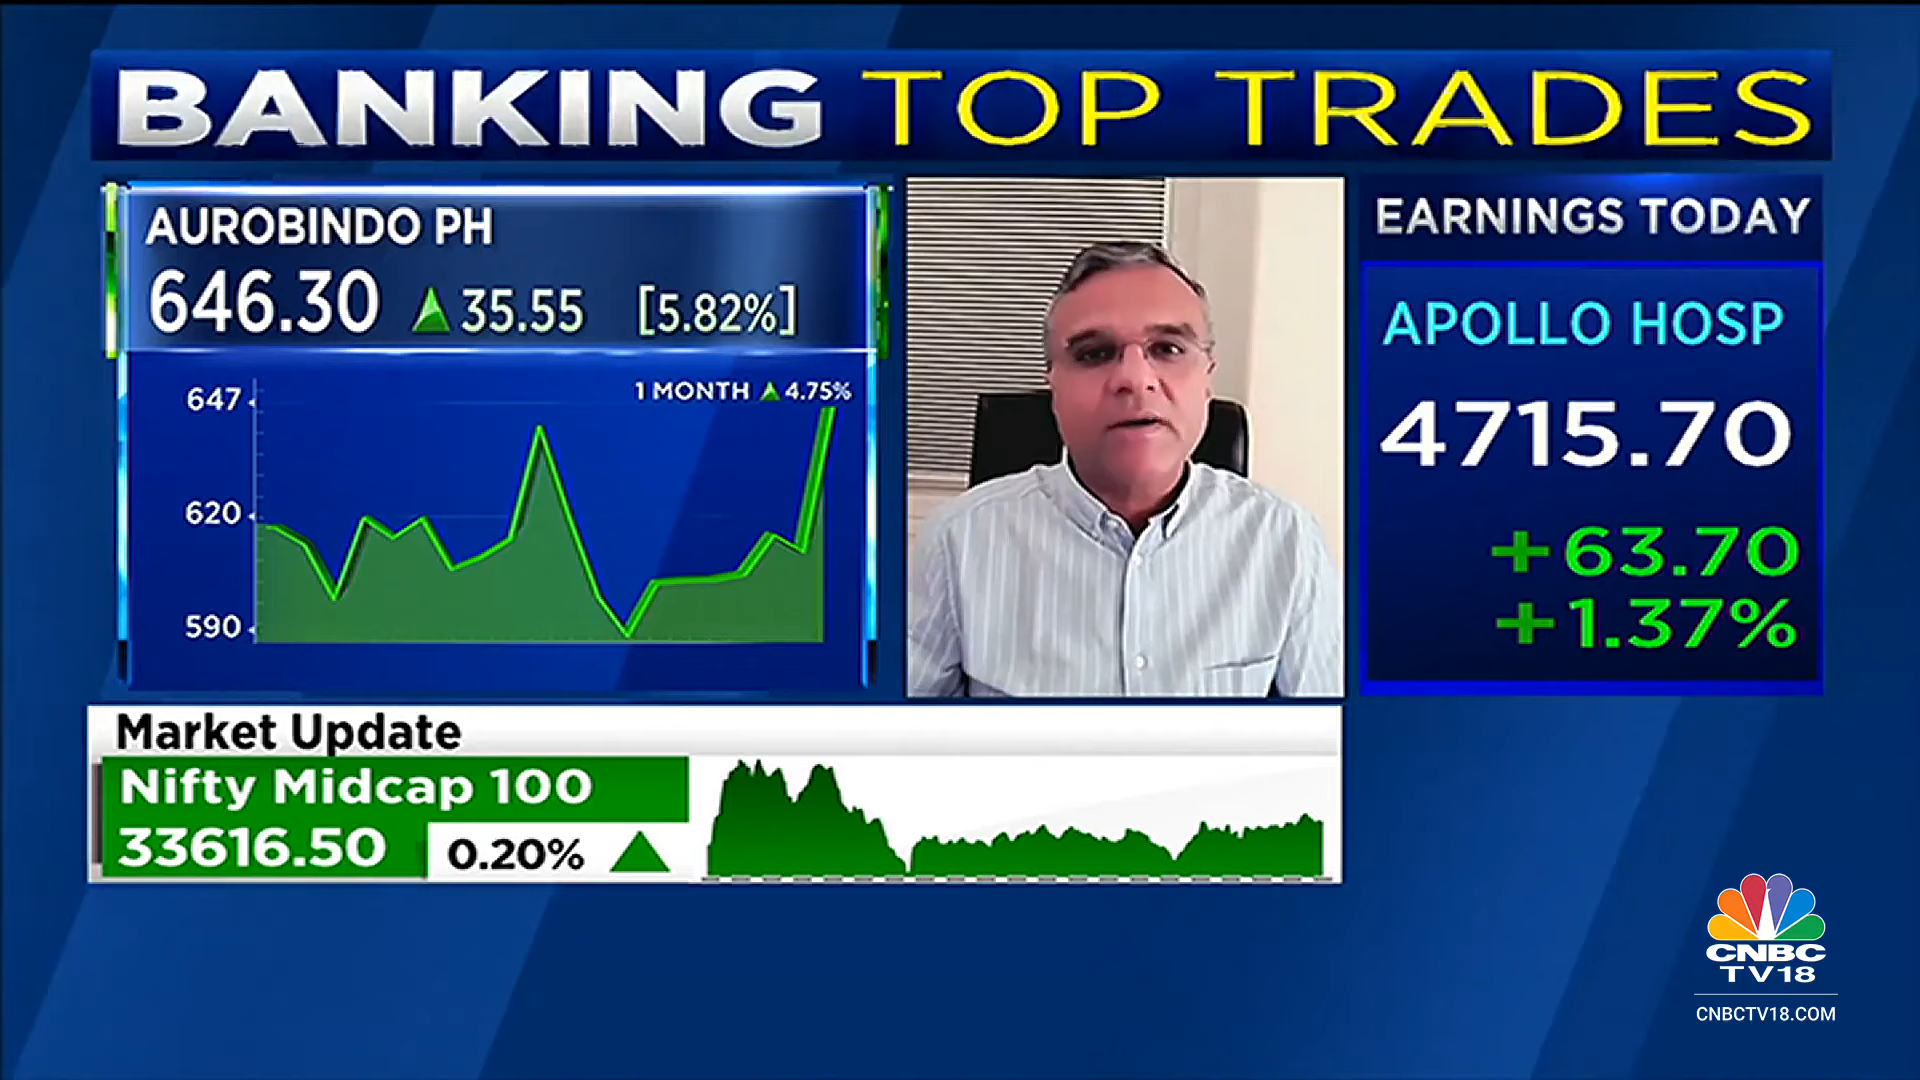 BANKING TOP TRADES
AUROBINDO PH
646.30 ▲ 35.55 [5.82%]
1 MONTH ▲ 4.75%
647
620
590
EARNINGS TODAY
APOLLO HOSP
4715.70
+63.70
+1.37%
Market Update
Nifty Midcap 100
33616.50 0.20% ▲
CNBC
TV18
CNBCTV18.COM